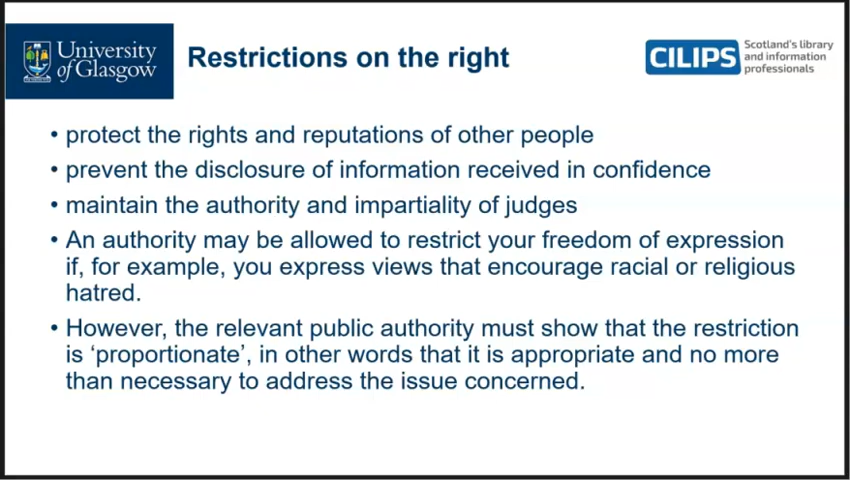 University
of Glasgow
Restrictions on the right
CILIPS
Scotland's library
and information
professionals
• protect the rights and reputations of other people
• prevent the disclosure of information received in confidence
• maintain the authority and impartiality of judges
• An authority may be allowed to restrict your freedom of expression
if, for example, you express views that encourage racial or religious
hatred.
• However, the relevant public authority must show that the restriction
is ‘proportionate’, in other words that it is appropriate and no more
than necessary to address the issue concerned.